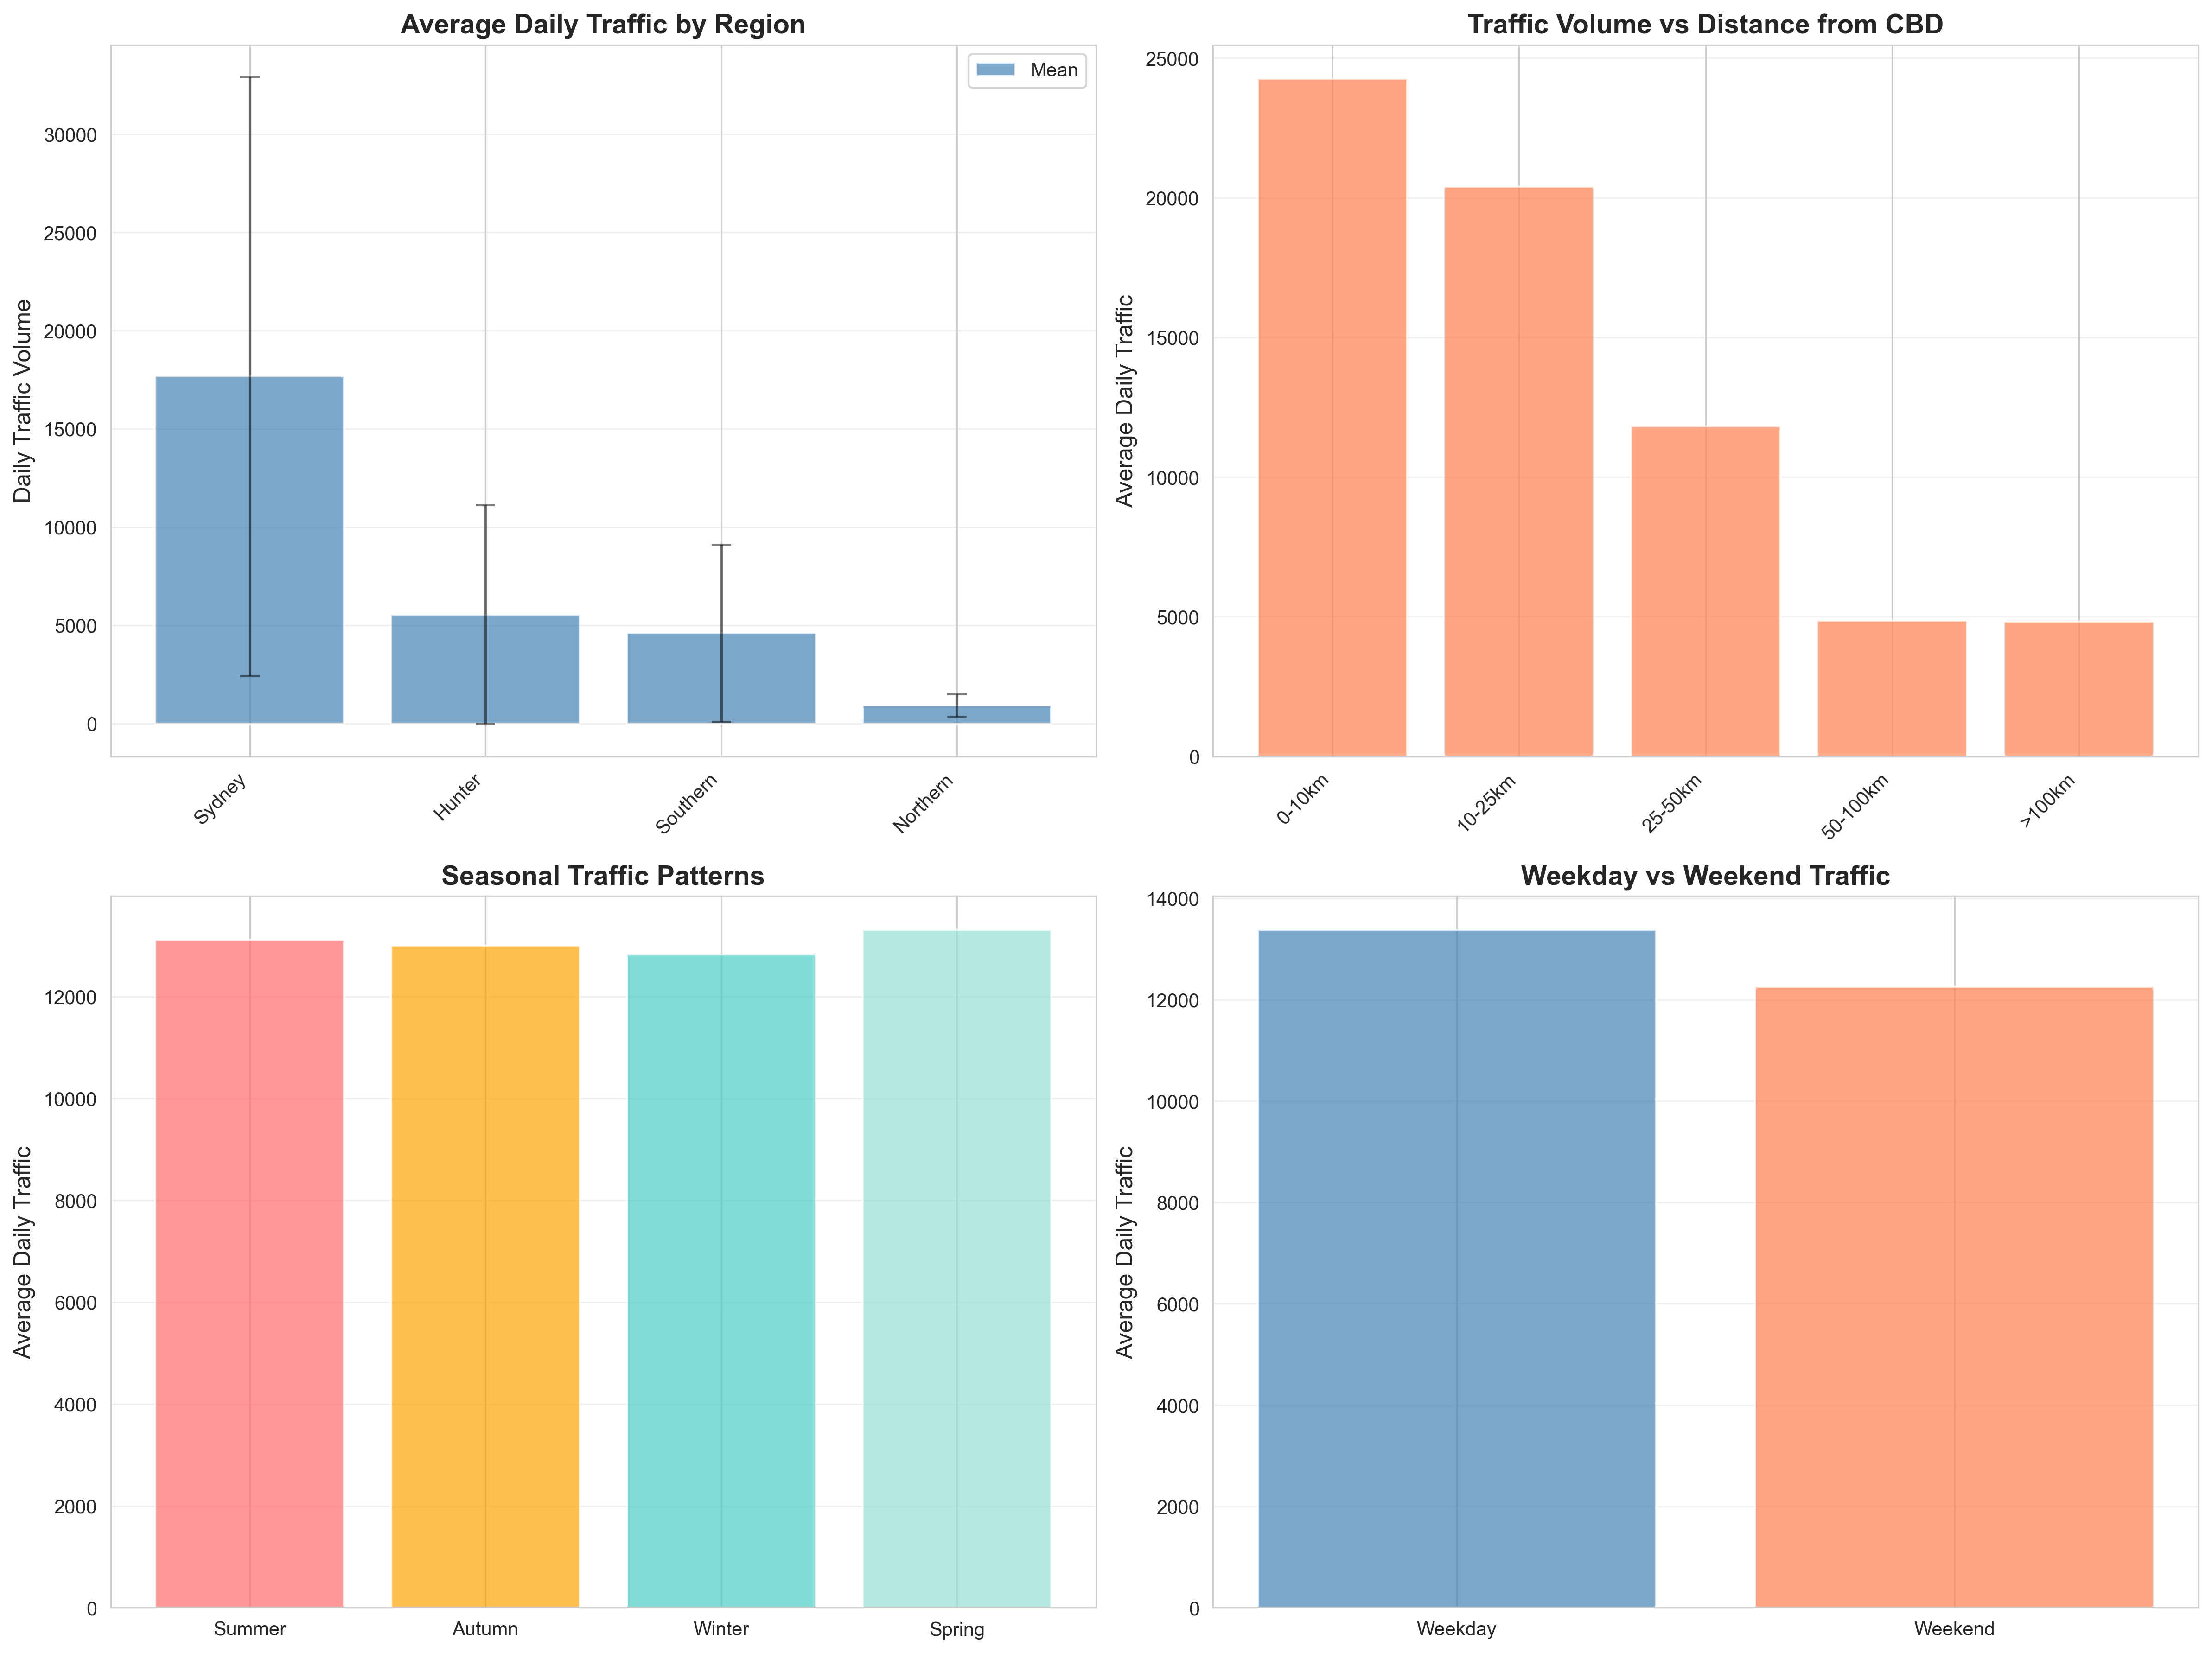 Average Daily Traffic by Region
Daily Traffic Volume
30000
25000
20000
15000
10000
5000
0
Mean
Sydney
Hunter
Southern
Northern
Traffic Volume vs Distance from CBD
Average Daily Traffic
25000
20000
15000
10000
5000
0
0-10km
10-25km
25-50km
50-100km
>100km
Seasonal Traffic Patterns
Average Daily Traffic
12000
10000
8000
6000
4000
2000
0
Summer
Autumn
Winter
Spring
Weekday vs Weekend Traffic
Average Daily Traffic
14000
12000
10000
8000
6000
4000
2000
0
Weekday
Weekend